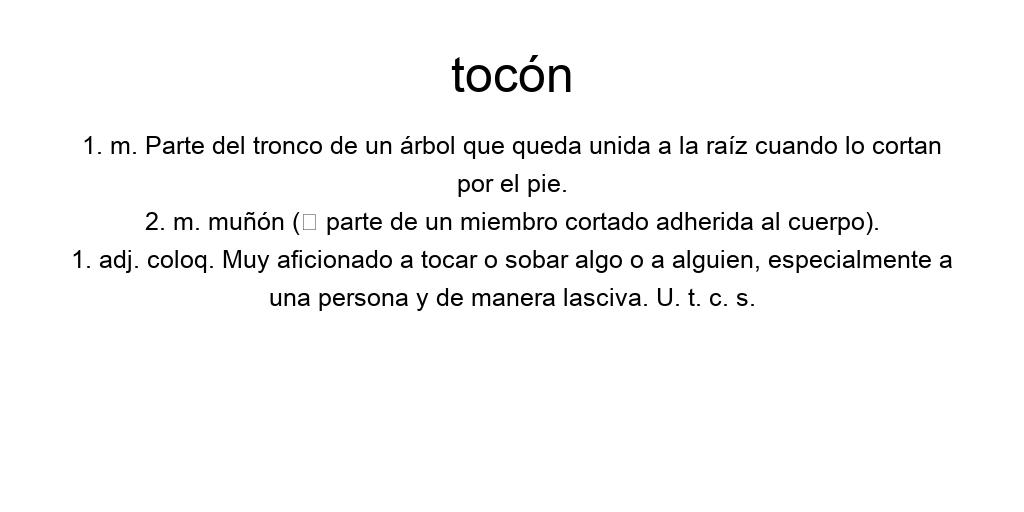 tocón
1. m. Parte del tronco de un árbol que queda unida a la raíz cuando lo cortan
por el pie.
2. m. muñón (□ parte de un miembro cortado adherida al cuerpo).
1. adj. coloq. Muy aficionado a tocar o sobar algo o a alguien, especialmente a
una persona y de manera lasciva. U. t. c. s.